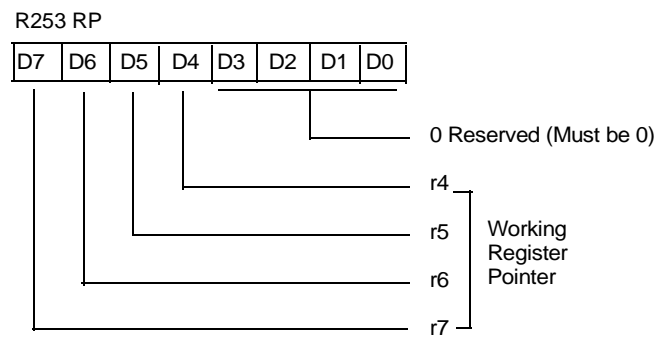 R253 RP
D7 D6 D5 D4 D3 D2 D1 D0
0 Reserved (Must be 0)
r4
r5
r6
r7
Working
Register
Pointer